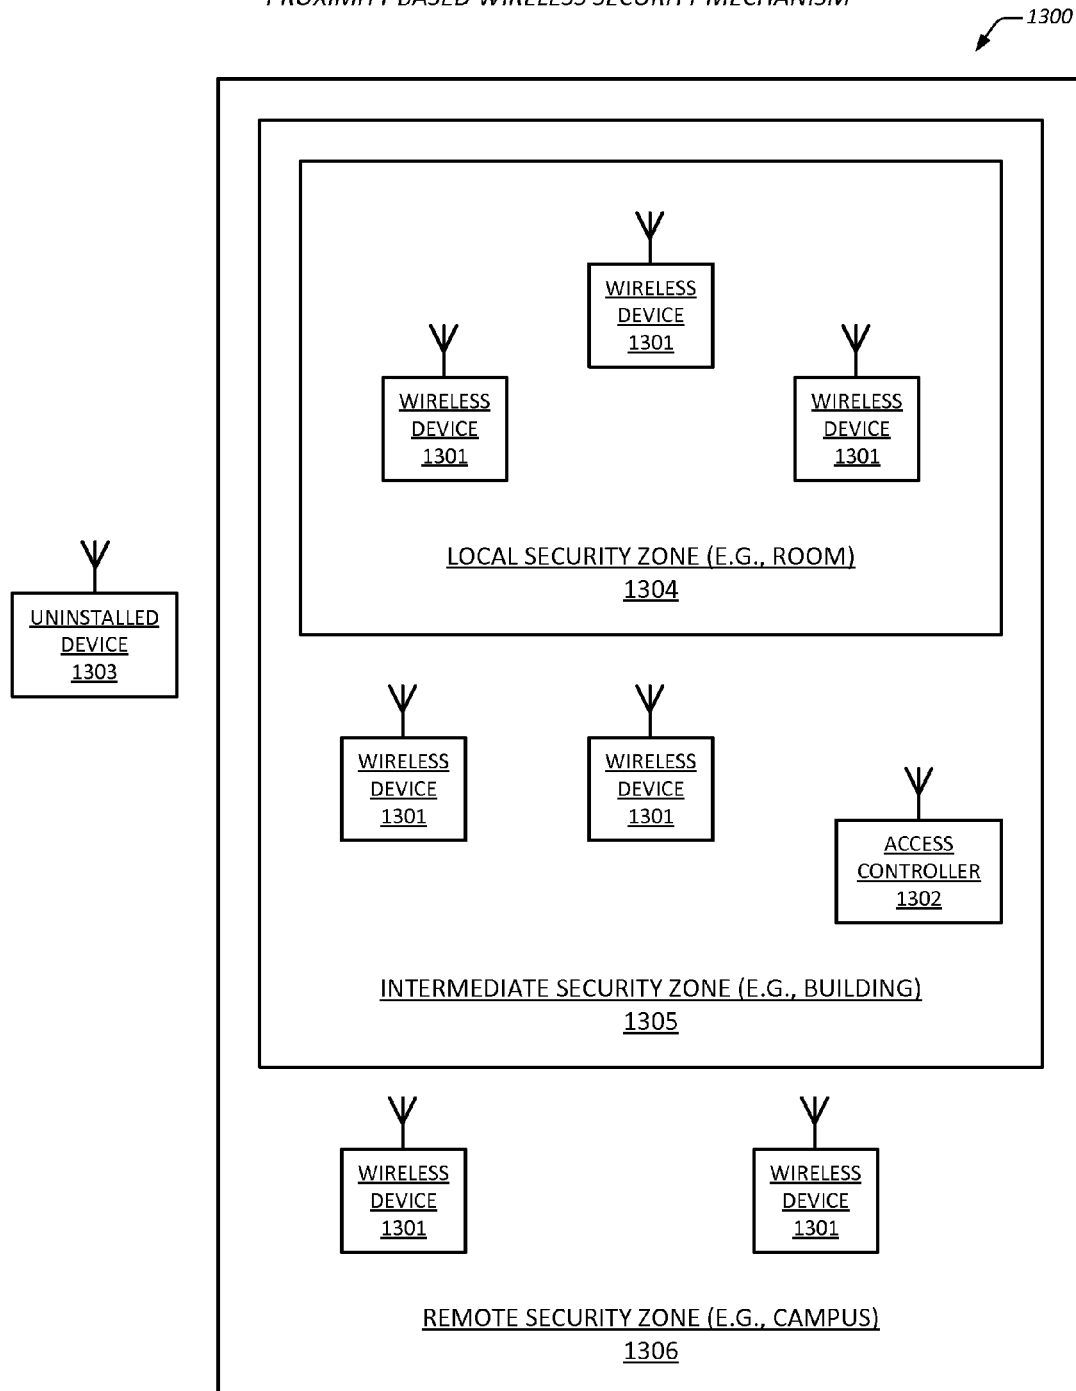 PROXIMITY BASED WIRELESS SECURITY MECHANISM
1300
WIRELESS
DEVICE
1301
WIRELESS
DEVICE
1301
WIRELESS
DEVICE
1301
LOCAL SECURITY ZONE (E.G., ROOM)
1304
UNINSTALLED
DEVICE
1303
WIRELESS
DEVICE
1301
WIRELESS
DEVICE
1301
ACCESS
CONTROLLER
1302
INTERMEDIATE SECURITY ZONE (E.G., BUILDING)
1305
WIRELESS
DEVICE
1301
WIRELESS
DEVICE
1301
REMOTE SECURITY ZONE (E.G., CAMPUS)
1306